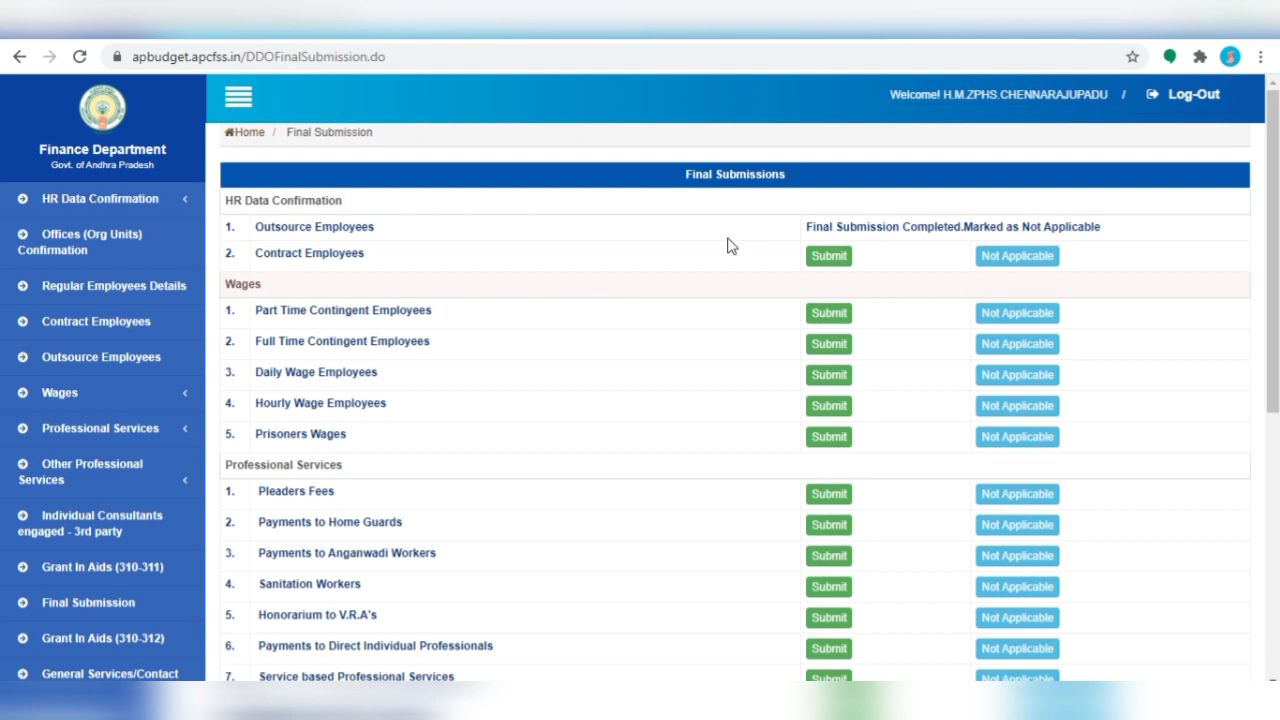 apbudget.apcfss.in/DDOFinalSubmission.do
Finance Department
Govt. of Andhra Pradesh
HR Data Confirmation
Offices (Org Units)
Confirmation
Regular Employees Details
Contract Employees
Outsource Employees
Wages
Professional Services
Other Professional
Services
Individual Consultants
engaged - 3rd party
Grant In Aids (310-311)
Final Submission
Grant In Aids (310-312)
General Services/Contact
Welcome! H.M.ZPHS.CHENNARAJUPADU / Log-Out
Home / Final Submission
Final Submissions
HR Data Confirmation
1. Outsource Employees Final Submission Completed.Marked as Not Applicable
2. Contract Employees Submit Not Applicable
Wages
1. Part Time Contingent Employees Submit Not Applicable
2. Full Time Contingent Employees Submit Not Applicable
3. Daily Wage Employees Submit Not Applicable
4. Hourly Wage Employees Submit Not Applicable
5. Prisoners Wages Submit Not Applicable
Professional Services
1. Pleaders Fees Submit Not Applicable
2. Payments to Home Guards Submit Not Applicable
3. Payments to Anganwadi Workers Submit Not Applicable
4. Sanitation Workers Submit Not Applicable
5. Honorarium to V.R.A's Submit Not Applicable
6. Payments to Direct Individual Professionals Submit Not Applicable
7. Service based Professional Services Submit Not Applicable